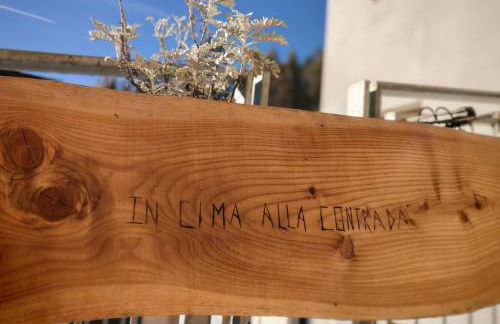 IN CIMA ALLA CONTRADA